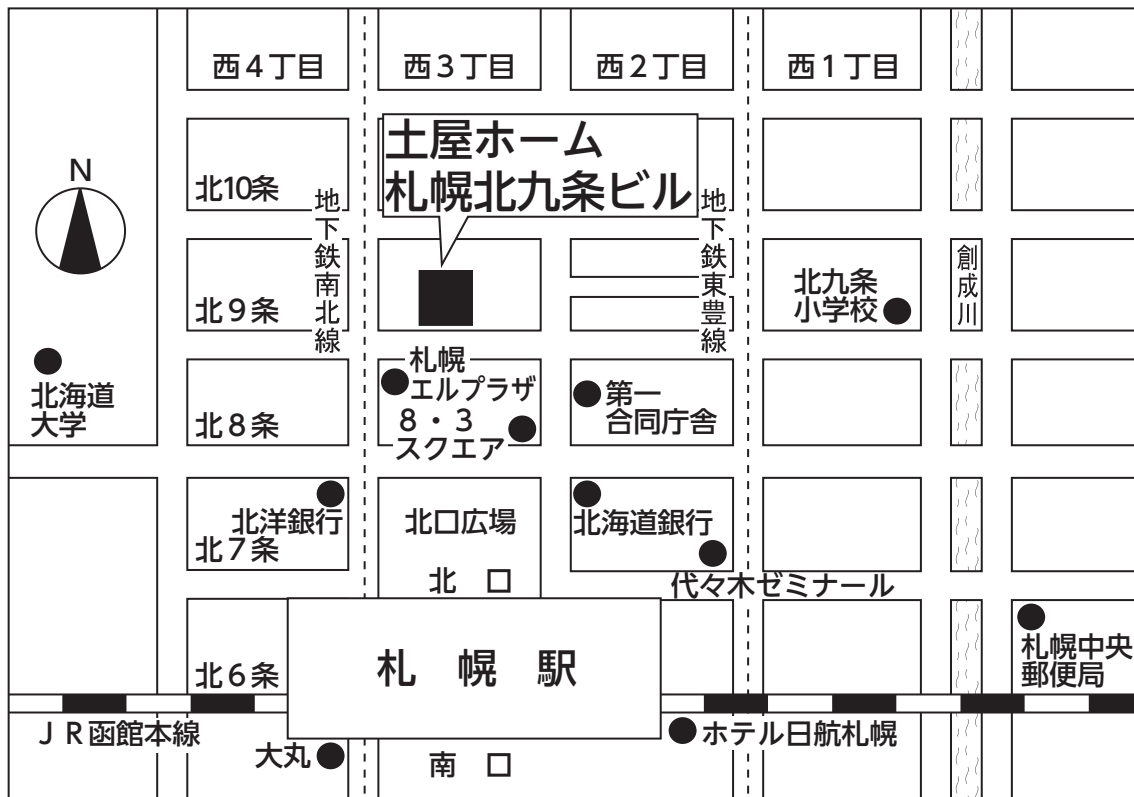 西4丁目
西3丁目
西2丁目
西1丁目
土屋ホーム
札幌北九条ビル
N
北10条
地下鉄南北線
地下鉄東豊線
北9条
北九条
小学校
創成川
北海道
大学
北8条
札幌
エルプラザ
8・3
スクエア
第一
合同庁舎
北洋銀行
北7条
北口広場
北海道銀行
北 口
代々木ゼミナール
北6条
札 幌 駅
札幌中央
郵便局
JR函館本線
大丸
南 口
ホテル日航札幌